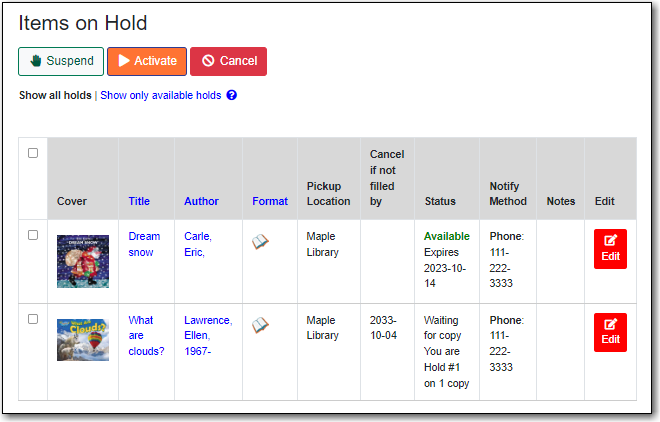 Items on Hold
Suspend
Activate
Cancel
Show all holds | Show only available holds
Cover
Title
Author
Format
Pickup
Location
Cancel
if not
filled
by
Status
Notify
Method
Notes
Edit
DREAM SNOW
Dream
snow
Carle,
Eric,
Maple
Library
Available
Expires
2023-10-
14
Phone:
111-
222-
3333
Edit
Clouds?
What
are
clouds?
Lawrence,
Ellen,
1967-
Maple
Library
2033-
10-04
Waiting
for copy
You are
Hold #1
on 1 copy
Phone:
111-
222-
3333
Edit